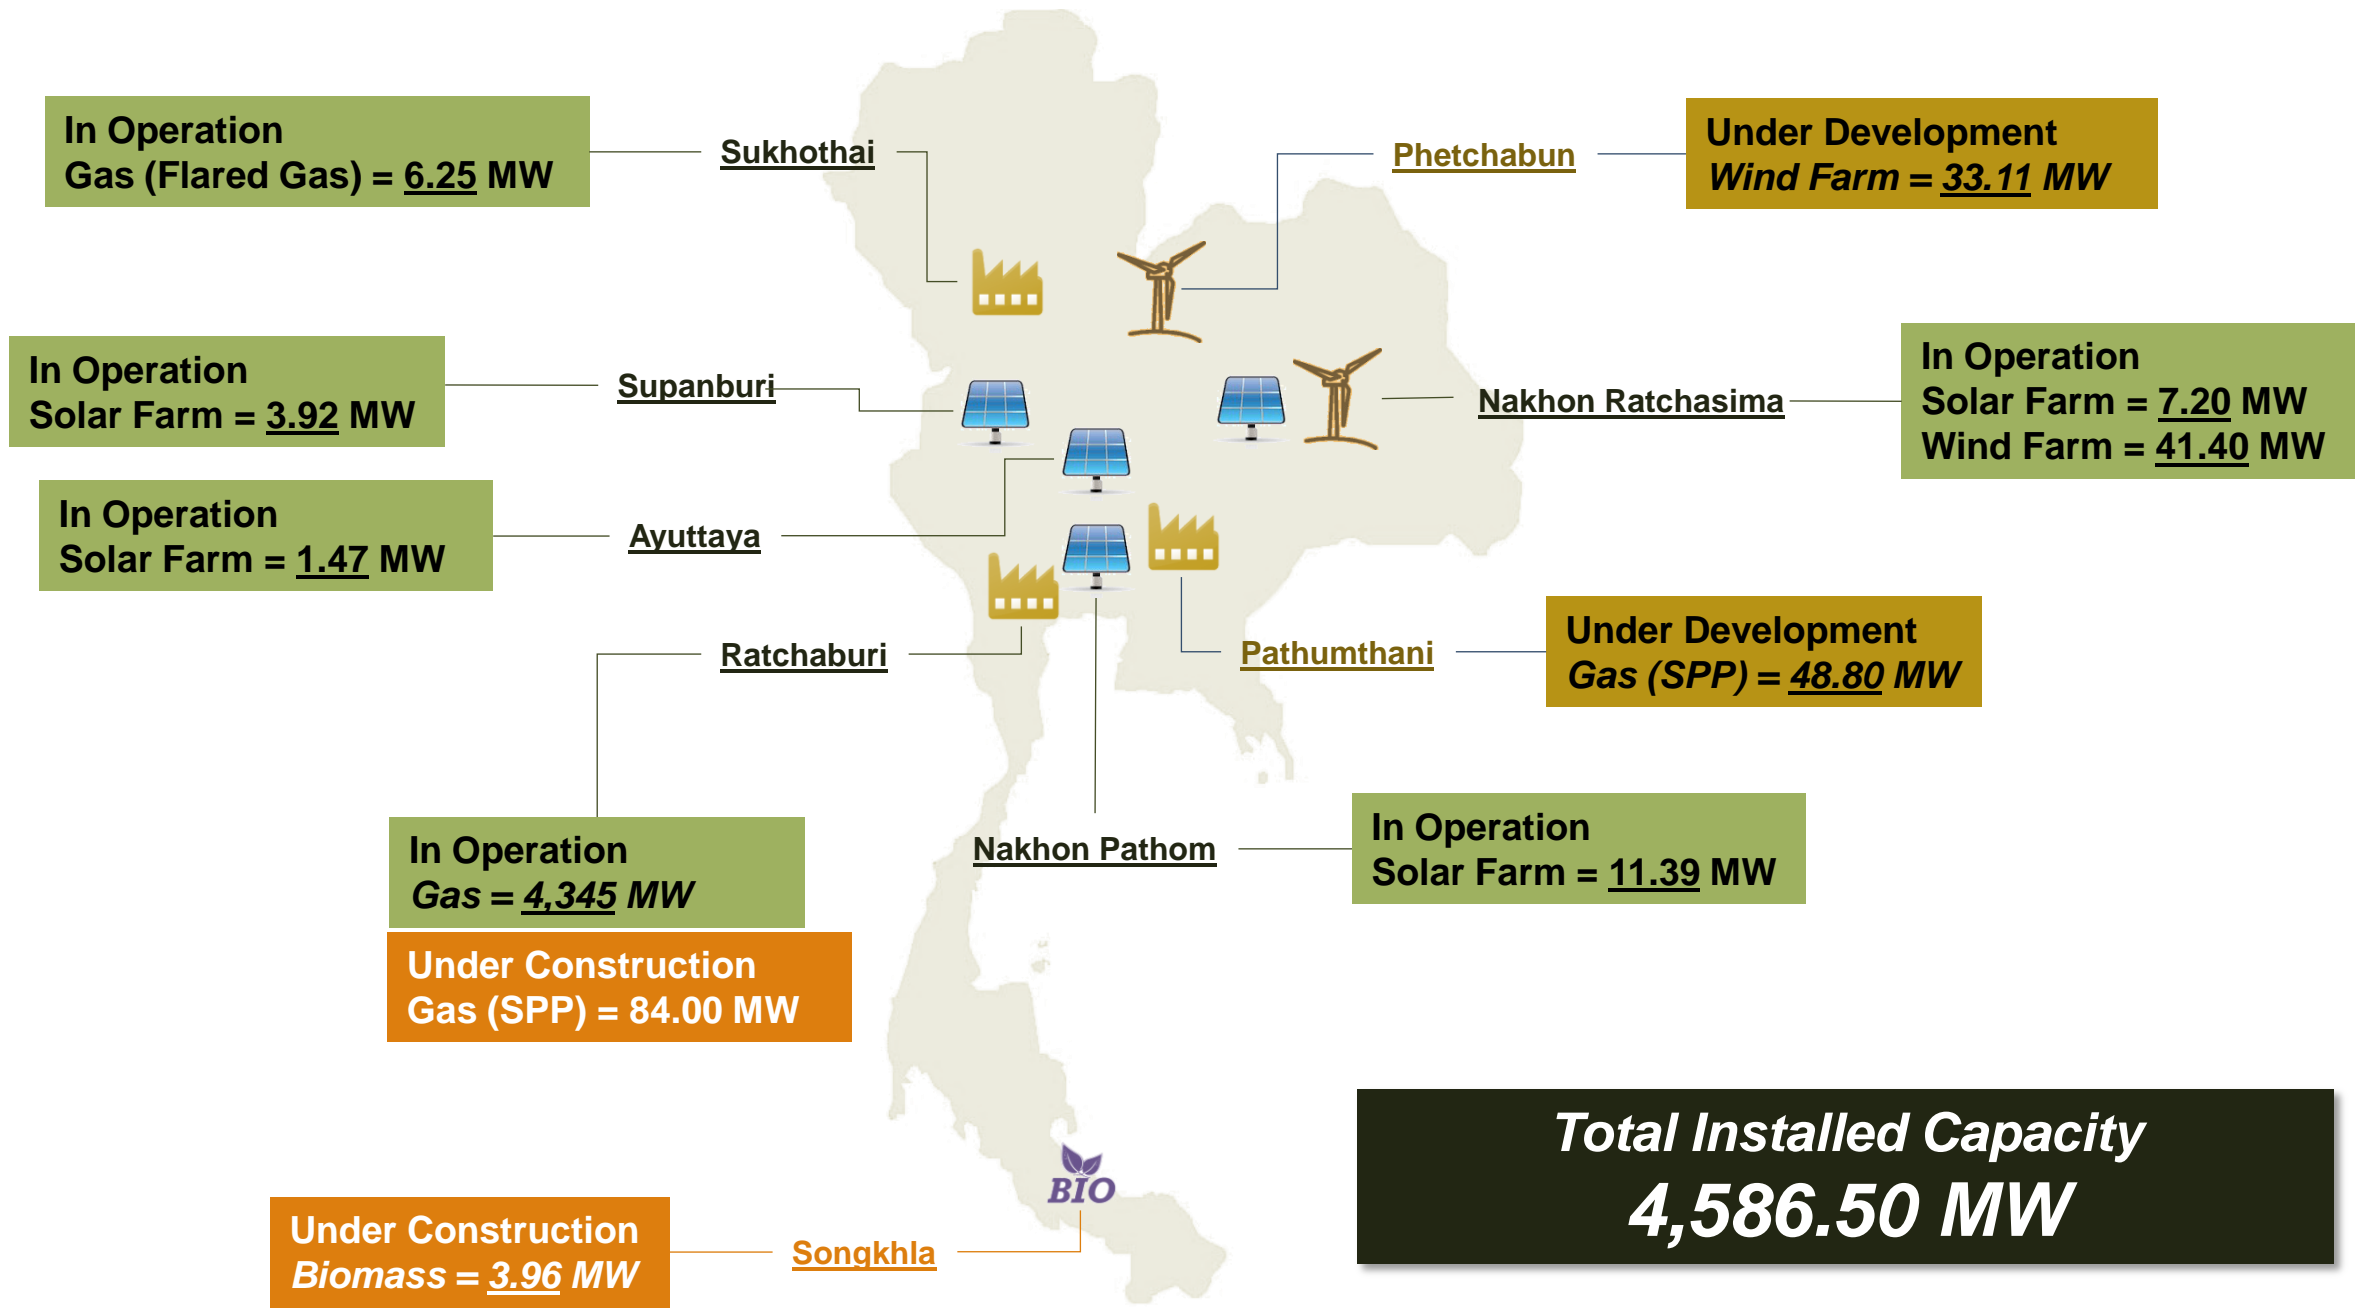 In Operation
Gas (Flared Gas) = 6.25 MW
Sukhothai
Phetchabun
Under Development
Wind Farm = 33.11 MW
In Operation
Solar Farm = 3.92 MW
Supanburi
Nakhon Ratchasima
In Operation
Solar Farm = 7.20 MW
Wind Farm = 41.40 MW
In Operation
Solar Farm = 1.47 MW
Ayuttaya
Ratchaburi
Pathumthani
Under Development
Gas (SPP) = 48.80 MW
In Operation
Gas = 4,345 MW
Under Construction
Gas (SPP) = 84.00 MW
Nakhon Pathom
In Operation
Solar Farm = 11.39 MW
Total Installed Capacity
4,586.50 MW
BIO
Under Construction
Biomass = 3.96 MW
Songkhla